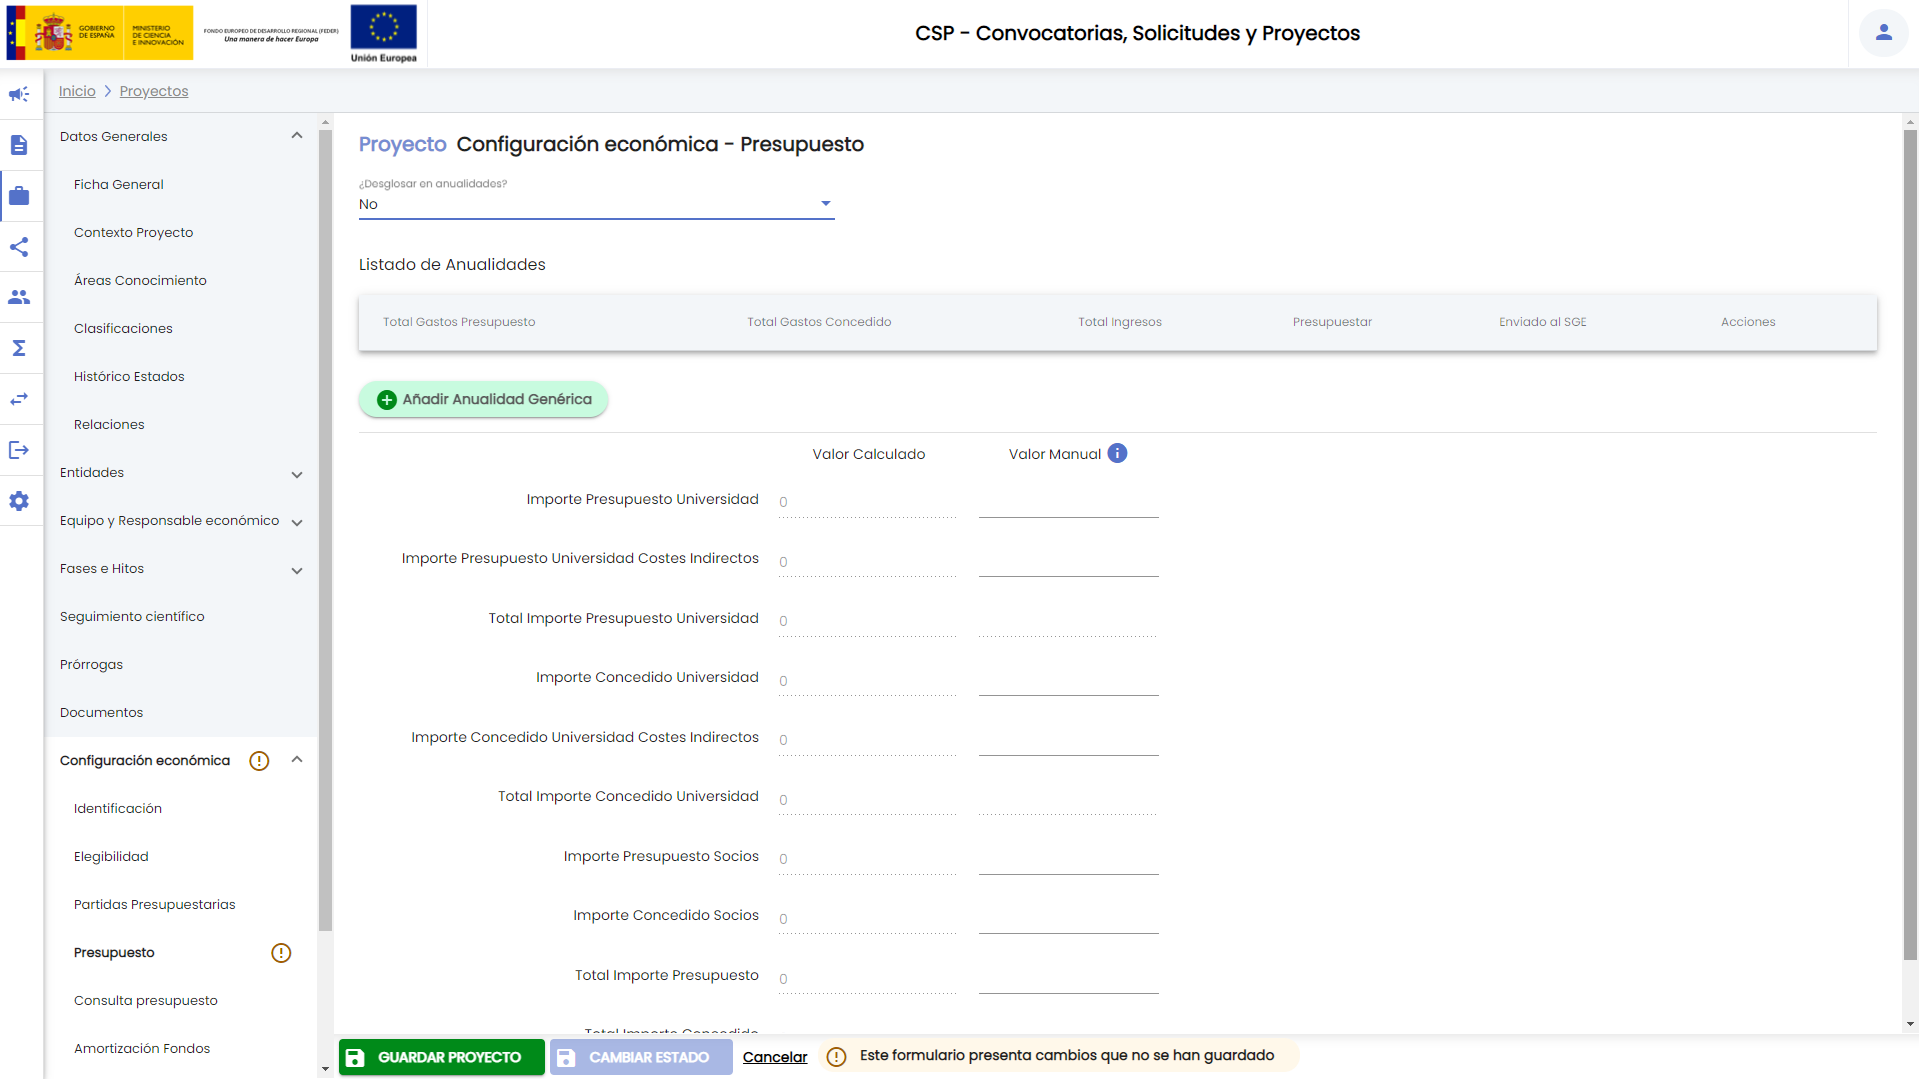 GOBIERNO
DE ESPAÑA
MINISTERIO
DE CIENCIA
E INNOVACIÓN
FONDO EUROPEO DE DESARROLLO REGIONAL (FEDER)
Una manera de hacer Europa
Unión Europea
CSP - Convocatorias, Solicitudes y Proyectos
Inicio
Proyectos
Datos Generales
Ficha General
Contexto Proyecto
Áreas Conocimiento
Clasificaciones
Histórico Estados
Relaciones
Entidades
Equipo y Responsable económico
Fases e Hitos
Seguimiento científico
Prórrogas
Documentos
Configuración económica
Identificación
Elegibilidad
Partidas Presupuestarias
Presupuesto
Consulta presupuesto
Amortización Fondos
Proyecto Configuración económica - Presupuesto
¿Desglosar en anualidades?
No
Listado de Anualidades
Total Gastos Presupuesto Total Gastos Concedido Total Ingresos Presupuestar Enviado al SGE Acciones
Añadir Anualidad Genérica
Valor Calculado Valor Manual
Importe Presupuesto Universidad 0
Importe Presupuesto Universidad Costes Indirectos 0
Total Importe Presupuesto Universidad 0
Importe Concedido Universidad 0
Importe Concedido Universidad Costes Indirectos 0
Total Importe Concedido Universidad 0
Importe Presupuesto Socios 0
Importe Concedido Socios 0
Total Importe Presupuesto 0
Total Importe Concedido
GUARDAR PROYECTO CAMBIAR ESTADO Cancelar Este formulario presenta cambios que no se han guardado